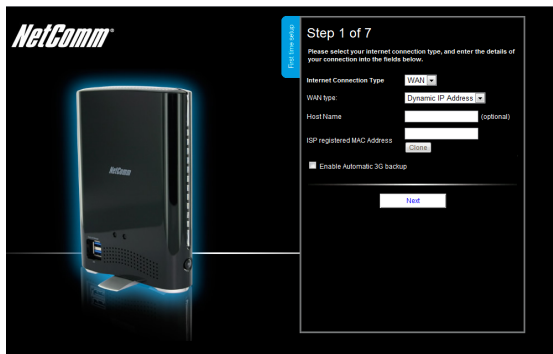 NetComm®
NetComm
First time setup
Step 1 of 7
Please select your internet connection type, and enter the details of
your connection into the fields below.
Internet Connection Type WAN
WAN type: Dynamic IP Address
Host Name (optional)
ISP registered MAC Address
Clone
Enable Automatic 3G backup
Next